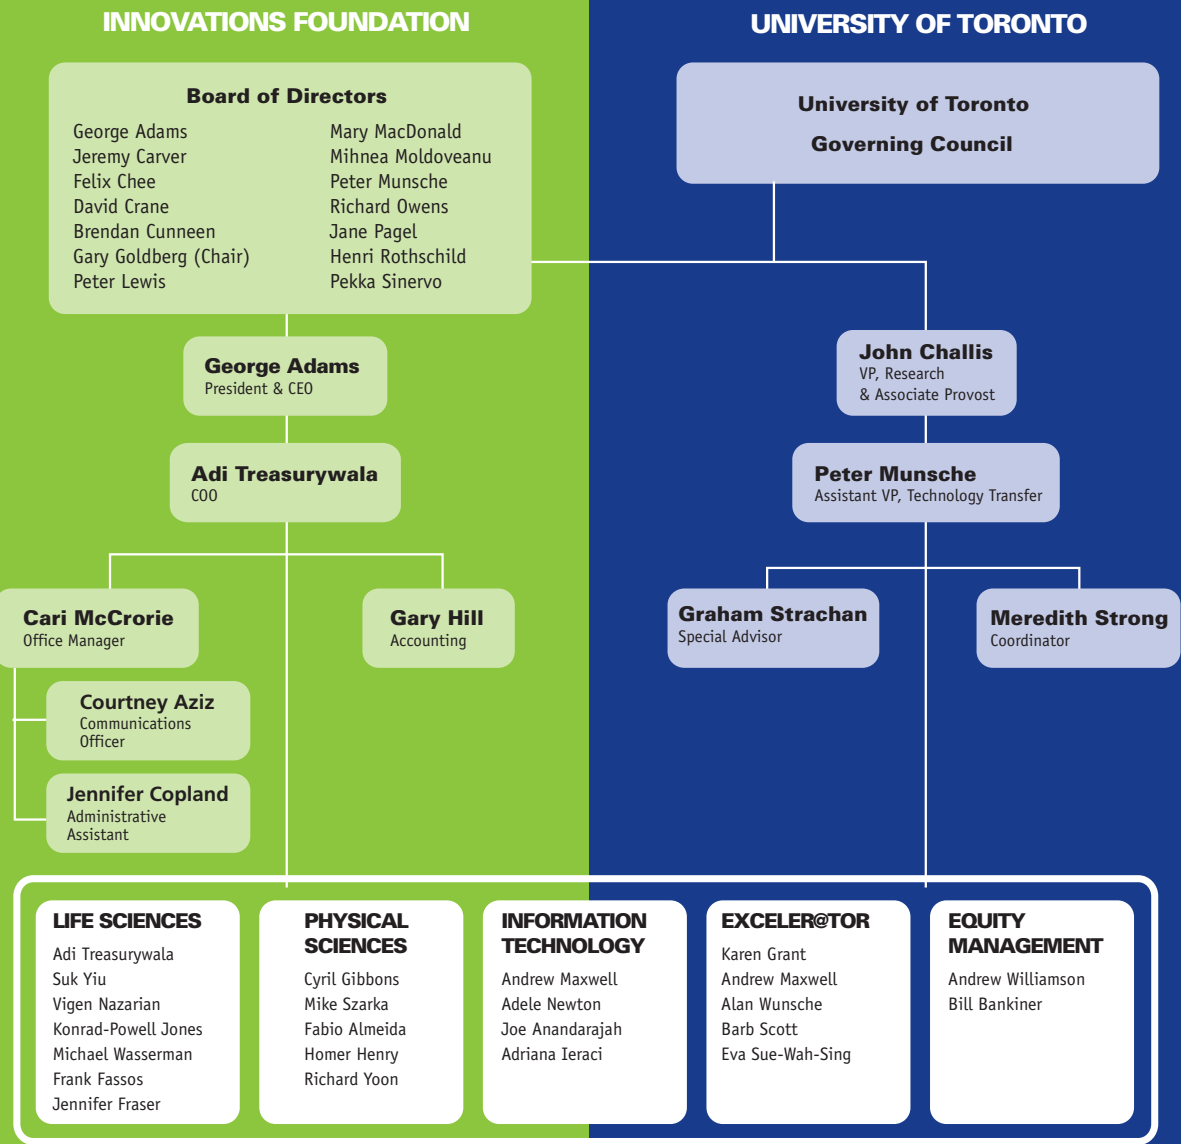 INNOVATIONS FOUNDATION
Board of Directors
George Adams
Jeremy Carver
Felix Chee
David Crane
Brendan Cunneen
Gary Goldberg (Chair)
Peter Lewis
Mary MacDonald
Mihnea Moldoveanu
Peter Munsche
Richard Owens
Jane Pagel
Henri Rothschild
Pekka Sinervo
George Adams
President & CEO
Adi Treasurywala
COO
Cari McCrorie
Office Manager
Gary Hill
Accounting
Courtney Aziz
Communications
Officer
Jennifer Copland
Administrative
Assistant
UNIVERSITY OF TORONTO
University of Toronto
Governing Council
John Challis
VP, Research
& Associate Provost
Peter Munsche
Assistant VP, Technology Transfer
Graham Strachan
Special Advisor
Meredith Strong
Coordinator
LIFE SCIENCES
Adi Treasurywala
Suk Yiu
Vigen Nazarian
Konrad-Powell Jones
Michael Wasserman
Frank Fassos
Jennifer Fraser
PHYSICAL
SCIENCES
Cyril Gibbons
Mike Szarka
Fabio Almeida
Homer Henry
Richard Yoon
INFORMATION
TECHNOLOGY
Andrew Maxwell
Adele Newton
Joe Anandarajah
Adriana Ieraci
EXCELER@TOR
Karen Grant
Andrew Maxwell
Alan Wunsche
Barb Scott
Eva Sue-Wah-Sing
EQUITY
MANAGEMENT
Andrew Williamson
Bill Bankiner